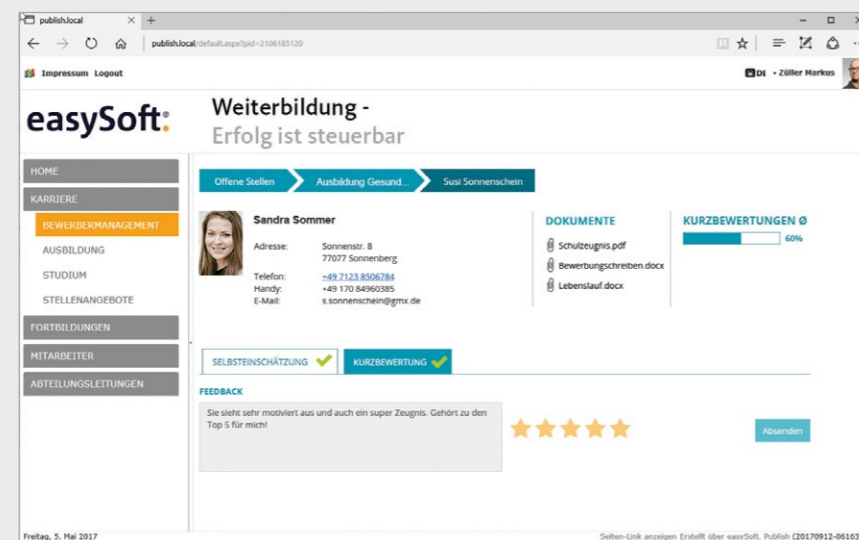 publish.local
publish.local/default.aspx?pid=2106185120
Impressum Logout
DE - Züller Markus
easySoft.®
Weiterbildung -
Erfolg ist steuerbar
HOME
KARRIERE
BEWERBERMANAGEMENT
AUSBILDUNG
STUDIUM
STELLENANGEBOTE
FORTBILDUNGEN
MITARBEITER
ABTEILUNGSLEITUNGEN
Offene Stellen
Ausbildung Gesund...
Susi Sonnenschein
Sandra Sommer
Adresse: Sonnenstr. 8
77077 Sonnenberg
Telefon: +49 7123 8506784
Handy: +49 170 84960385
E-Mail: s.sonnenschein@gmx.de
DOKUMENTE
Schulzeugnis.pdf
Bewerbungschreiben.docx
Lebenslauf.docx
KURZBEWERTUNGEN Ø
60%
SELBSTEINSCHÄTZUNG
KURZBEWERTUNG
FEEDBACK
Sie sieht sehr motiviert aus und auch ein super Zeugnis. Gehört zu den
Top 5 für mich!
Absenden
Freitag, 5. Mai 2017
Seiten-Link anzeigen Erstellt über easySoft. Publish (20170912-06163